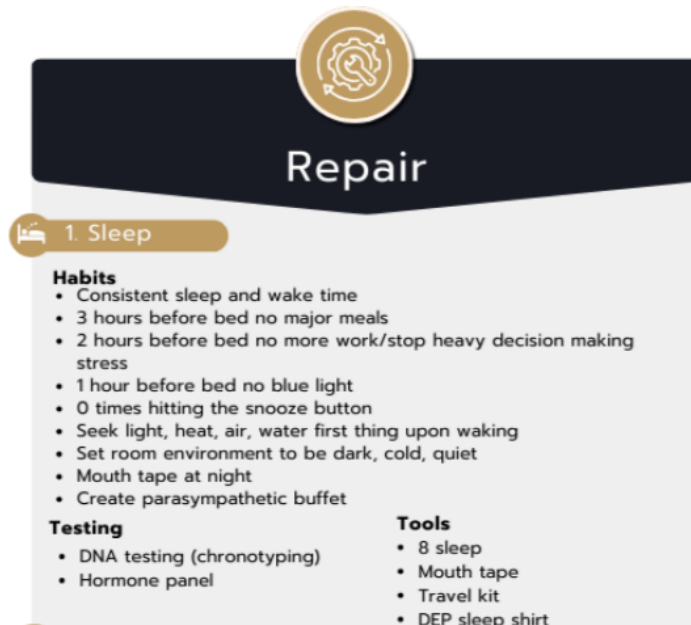 Repair
1. Sleep
Habits
• Consistent sleep and wake time
• 3 hours before bed no major meals
• 2 hours before bed no more work/stop heavy decision making
stress
• 1 hour before bed no blue light
• 0 times hitting the snooze button
• Seek light, heat, air, water first thing upon waking
• Set room environment to be dark, cold, quiet
• Mouth tape at night
• Create parasympathetic buffet
Testing
• DNA testing (chronotyping)
• Hormone panel
Tools
• 8 sleep
• Mouth tape
• Travel kit
• DEP sleep shirt